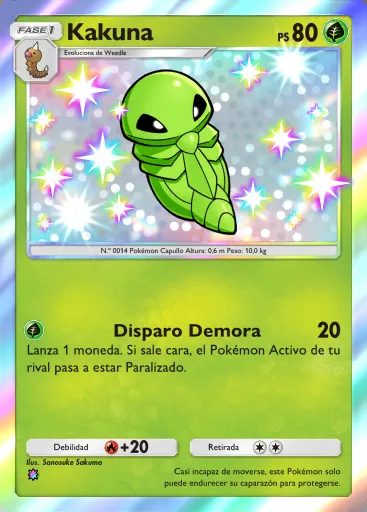 FASE 1 Kakuna PS 80
Evoluciona de Weedle
N.º 0014 Pokémon Capullo Altura: 0,6 m Peso: 10,0 kg
Disparo Demora 20
Lanza 1 moneda. Si sale cara, el Pokémon Activo de tu
rival pasa a estar Paralizado.
Debilidad +20 Retirada
Ilus. Sanosuke Sakuma
Casi incapaz de moverse, este Pokémon solo
puede endurecer su caparazón para protegerse.